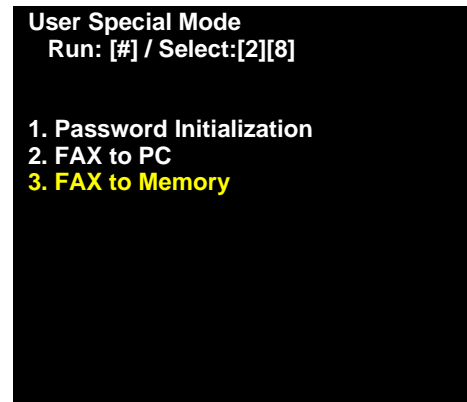 User Special Mode
Run: [#] / Select:[2][8]
1. Password Initialization
2. FAX to PC
3. FAX to Memory